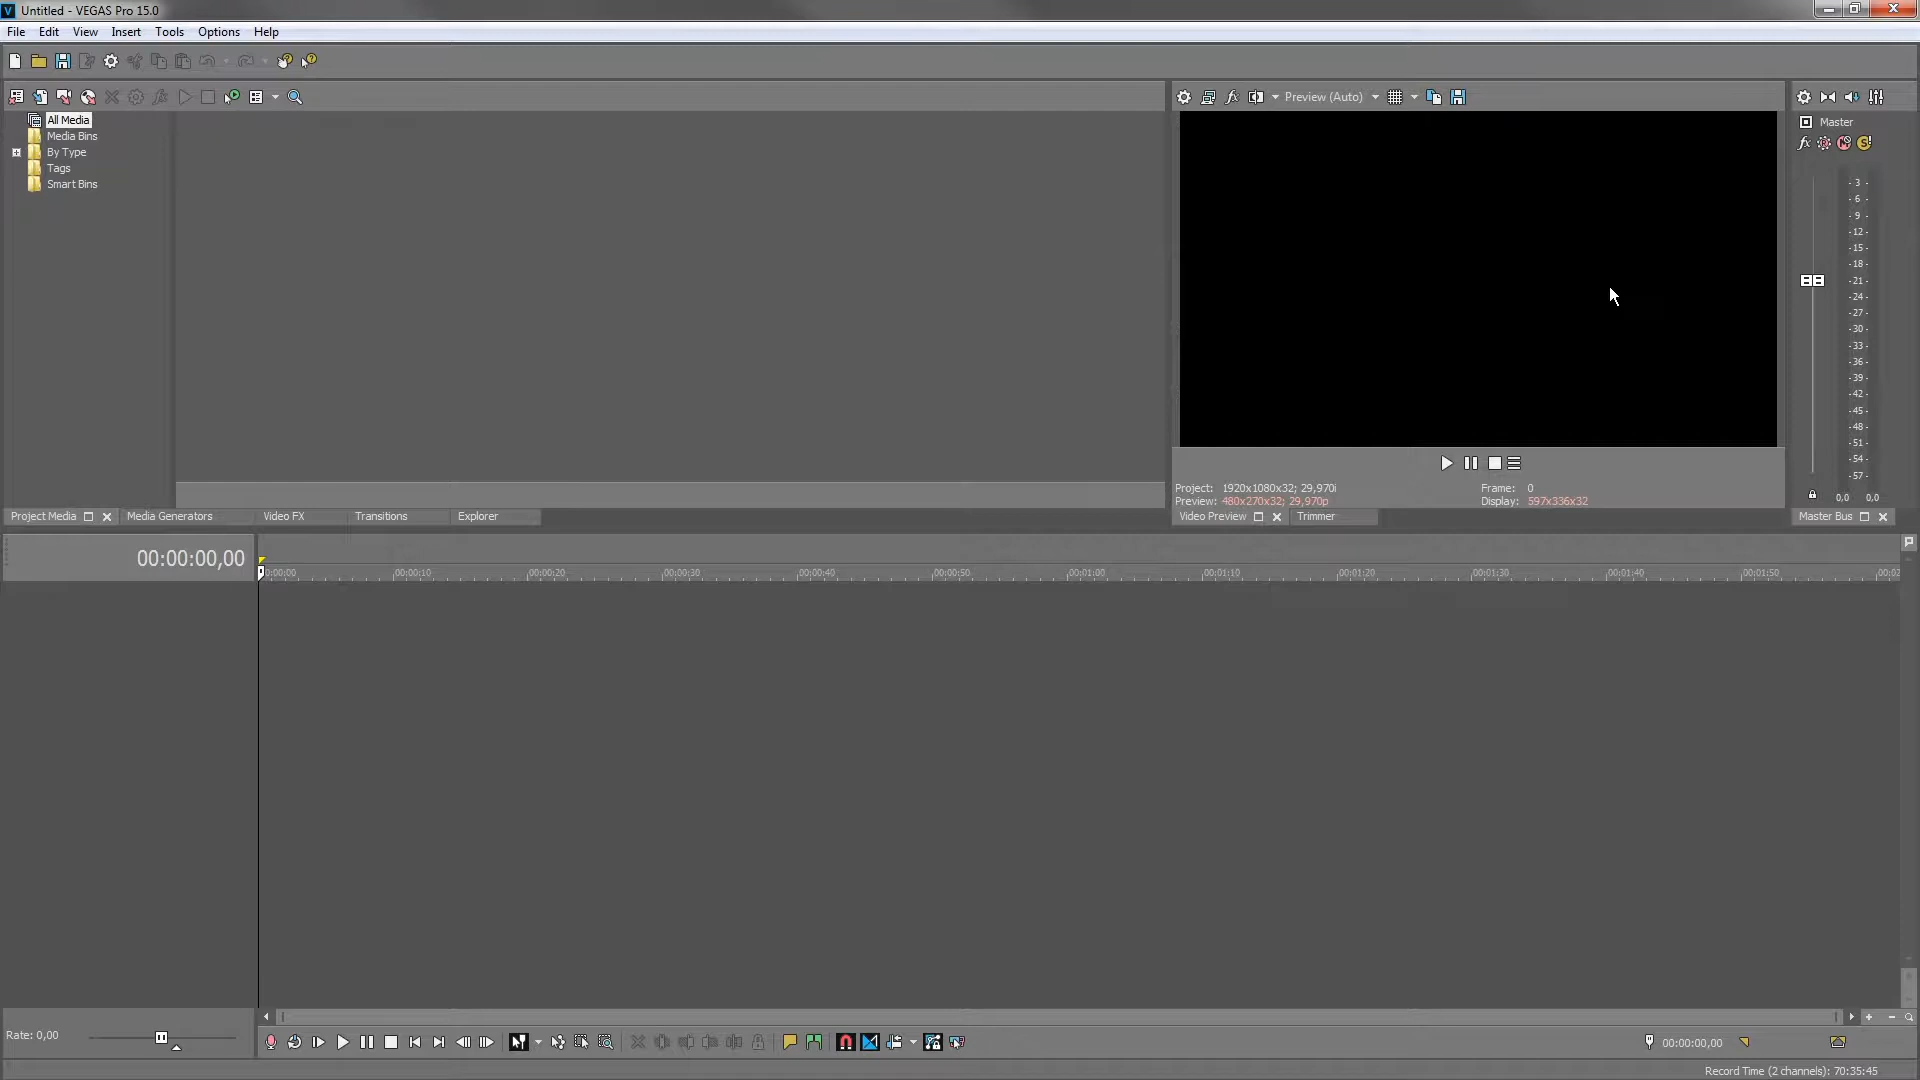 Untitled - VEGAS Pro 15.0
File Edit View Insert Tools Options Help
Preview (Auto)
All Media
Media Bins
By Type
Tags
Smart Bins
Master
- 3 -
- 6 -
- 9 -
- 12 -
- 15 -
- 18 -
- 21 -
- 24 -
- 27 -
- 30 -
- 33 -
- 36 -
- 39 -
- 42 -
- 45 -
- 48 -
- 51 -
- 54 -
- 57 -
0,0 0,0
Project: 1920x1080x32; 29,970i Frame: 0
Preview: 480x270x32; 29,970p Display: 597x336x32
Project Media Media Generators Video FX Transitions Explorer Video Preview Trimmer Master Bus
00:00:00,00
0:00:00 00:00:10 00:00:20 00:00:30 00:00:40 00:00:50 00:01:00 00:01:10 00:01:20 00:01:30 00:01:40 00:01:50 00:02
Rate: 0,00
00:00:00,00
Record Time (2 channels): 70:35:45